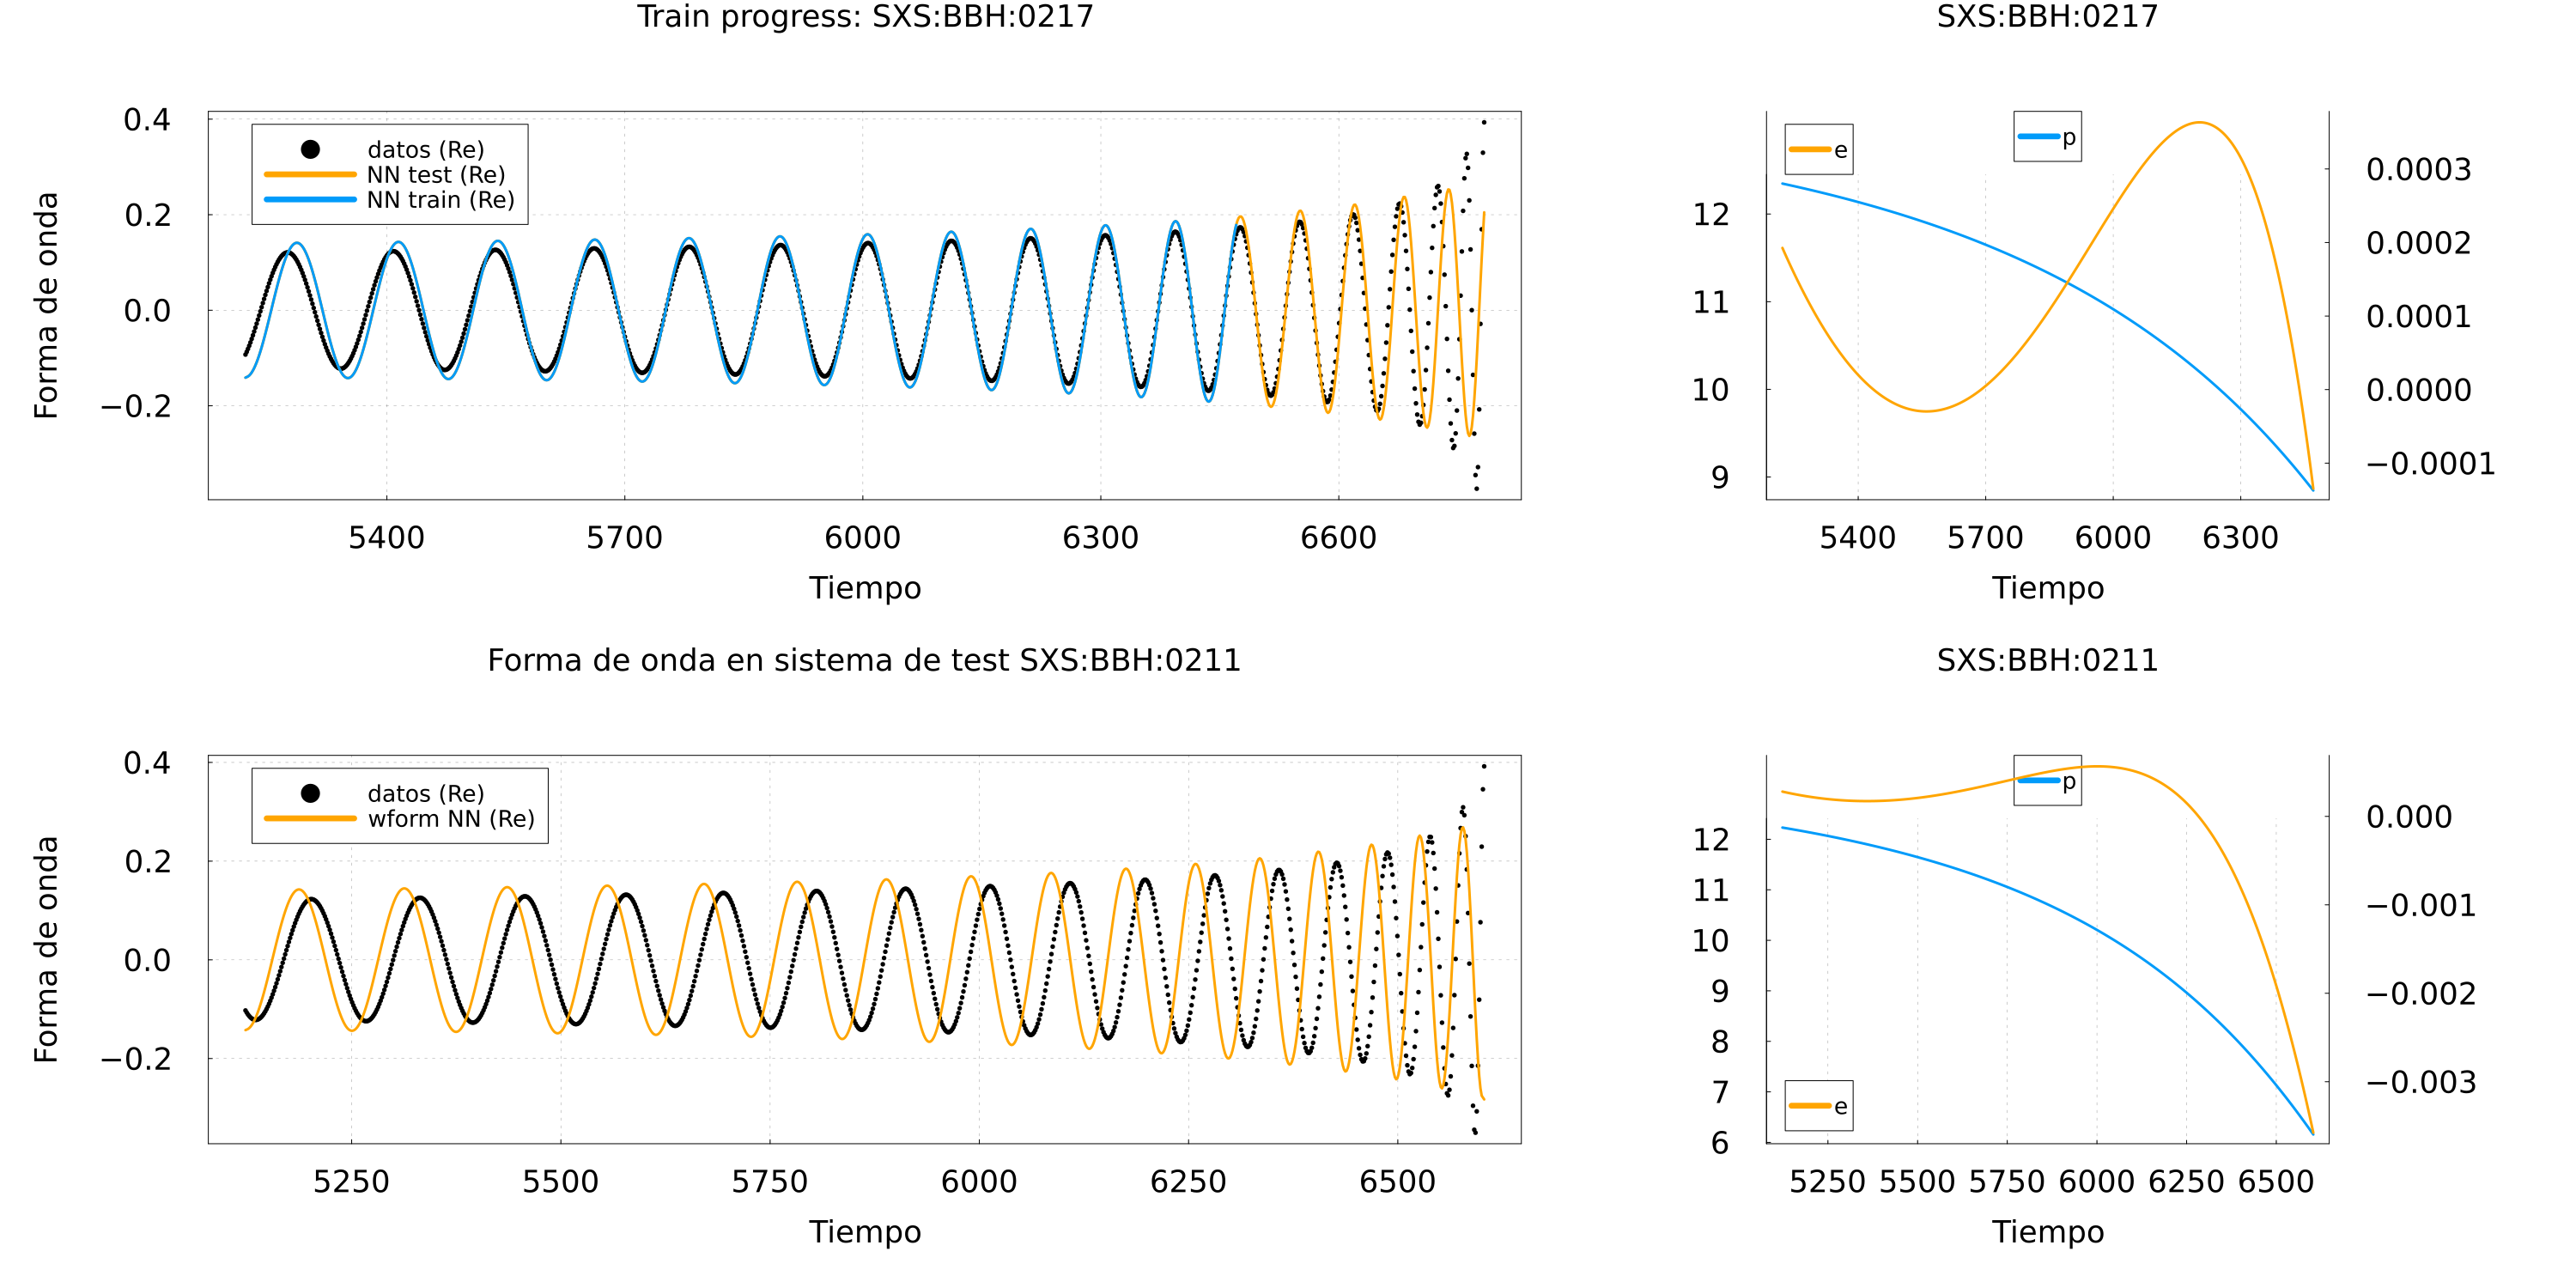 Train progress: SXS:BBH:0217
0.4
0.2
0.0
−0.2
Forma de onda
datos (Re)
NN test (Re)
NN train (Re)
5400 5700 6000 6300 6600
Tiempo
SXS:BBH:0217
e
p
12
11
10
9
0.0003
0.0002
0.0001
0.0000
−0.0001
5400 5700 6000 6300
Tiempo
Forma de onda en sistema de test SXS:BBH:0211
0.4
0.2
0.0
−0.2
Forma de onda
datos (Re)
wform NN (Re)
5250 5500 5750 6000 6250 6500
Tiempo
SXS:BBH:0211
p
e
12
11
10
9
8
7
6
0.000
−0.001
−0.002
−0.003
5250 5500 5750 6000 6250 6500
Tiempo